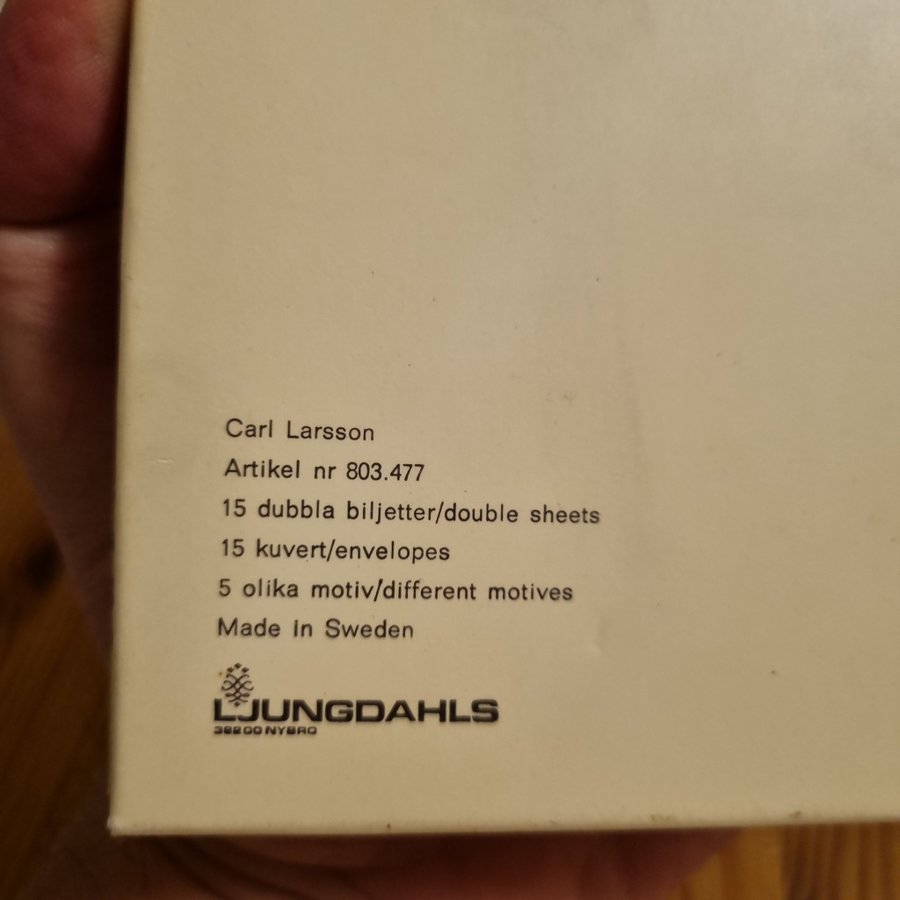 Carl Larsson
Artikel nr 803.477
15 dubbla biljetter/double sheets
15 kuvert/envelopes
5 olika motiv/different motives
Made in Sweden
LJUNGDAHLS
38200 NYBRO